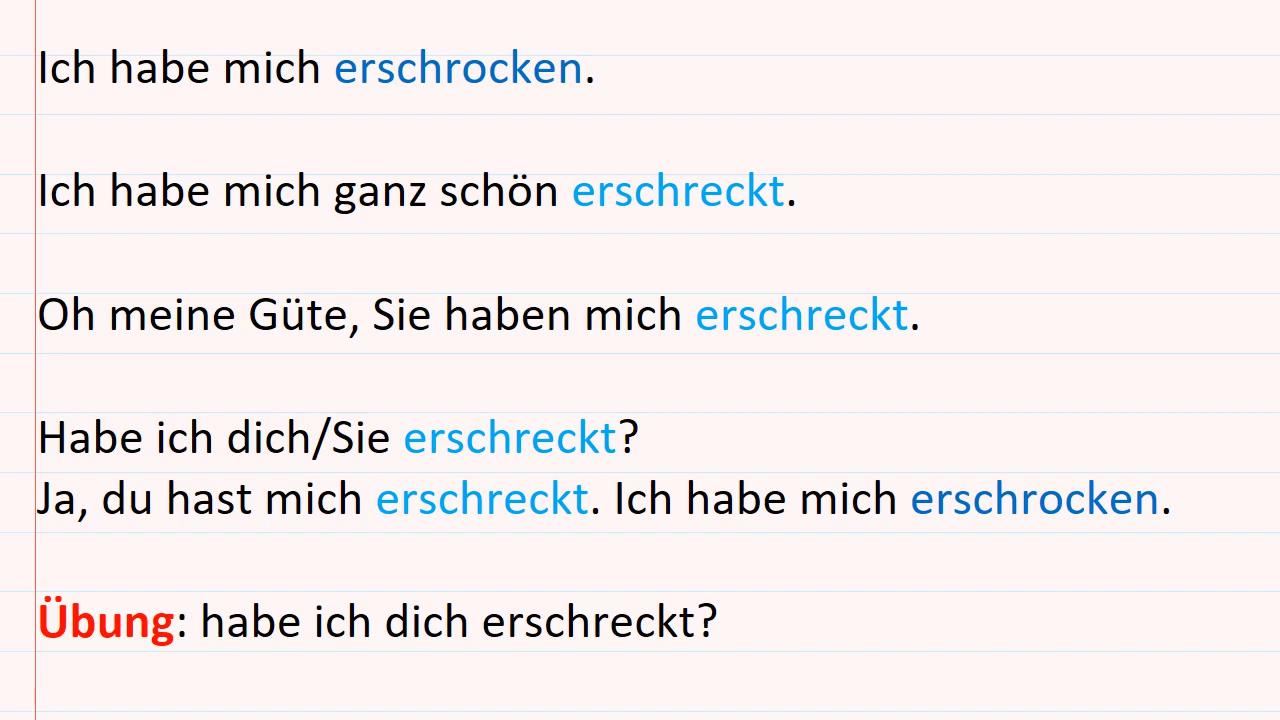 Ich habe mich erschrocken.
Ich habe mich ganz schön erschreckt.
Oh meine Güte, Sie haben mich erschreckt.
Habe ich dich/Sie erschreckt?
Ja, du hast mich erschreckt. Ich habe mich erschrocken.
Übung: habe ich dich erschreckt?